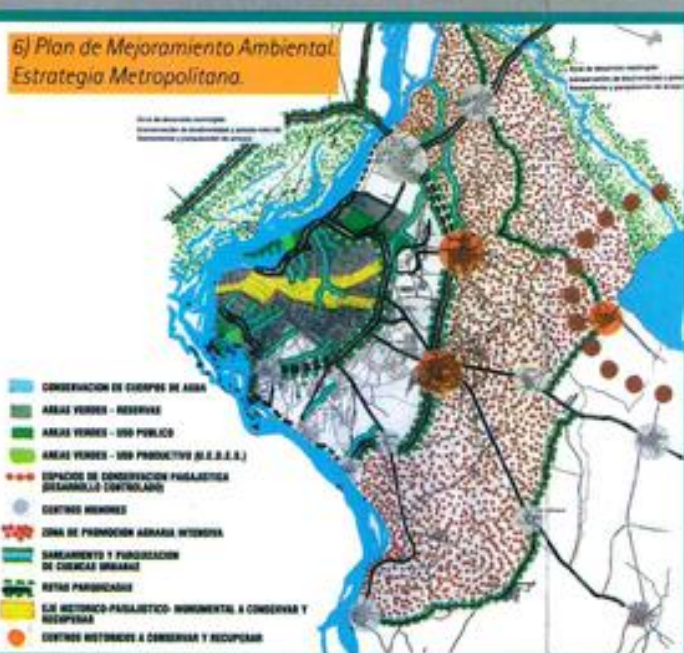 6) Plan de Mejoramiento Ambiental.
Estrategia Metropolitana.
CONSERVACION DE CUERPOS DE AGUA
AREAS VERDES - RESERVAS
AREAS VERDES - USO PUBLICO
AREAS VERDES - USO PRODUCTIVO
ESPACIOS DE CONSERVACION PAISAJISTICA
(DESARROLLO CONTROLADO)
CENTROS MENORES
ZONA DE PROMOCION AGRARIA INTENSIVA
SANEAMIENTO Y PARQUIZACION
DE CUENCAS URBANAS
RUTAS PARQUIZADAS
EJE HISTORICO-PAISAJISTICO- MONUMENTAL A CONSERVAR Y
RECUPERAR
CENTROS HISTORICOS A CONSERVAR Y RECUPERAR